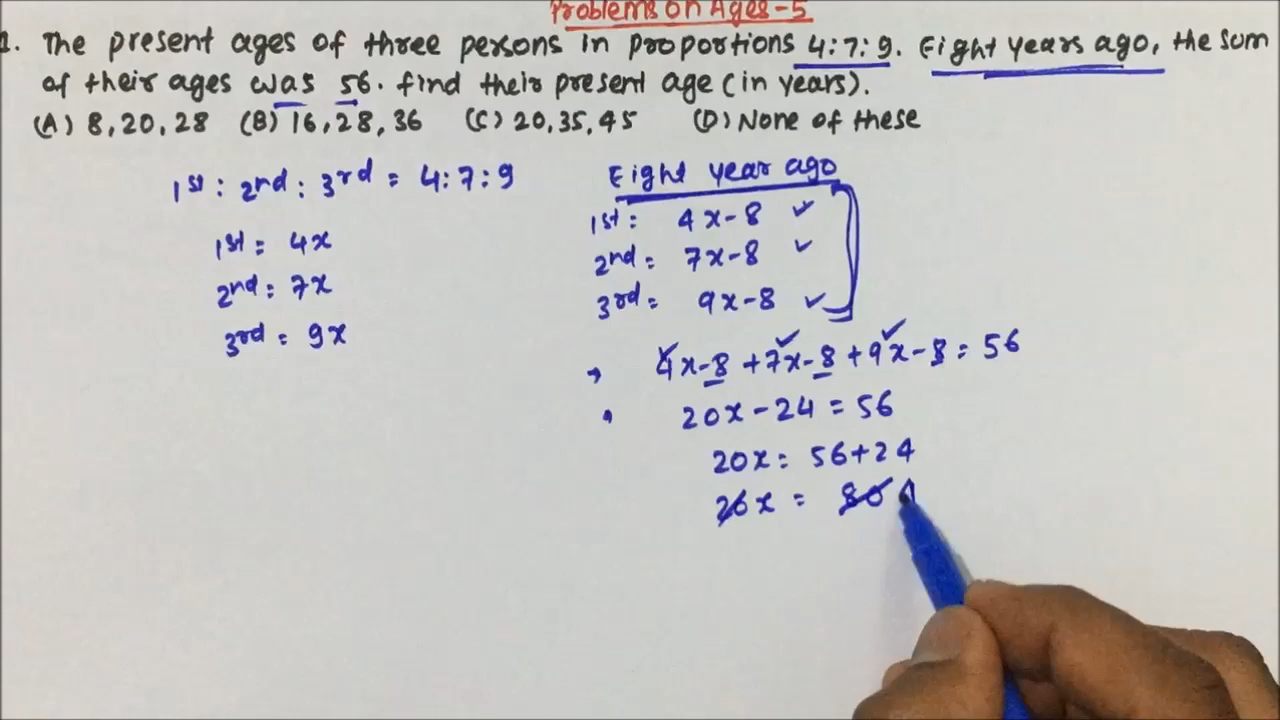 Problems on Ages-5
1. The present ages of three persons in proportions 4:7:9. Eight years ago, the sum
of their ages was 56. find their present age (in years).
(A) 8,20,28 (B) 16,28,36 (C) 20,35,45 (D) None of these
1st : 2nd : 3rd = 4:7:9
1st = 4x
2nd = 7x
3rd = 9x
Eight year ago
1st = 4x-8 ✓
2nd = 7x-8 ✓
3rd = 9x-8 ✓
→ 4x-8+7x-8+9x-8=56
20x-24=56
20x = 56+24
20x = 80 4